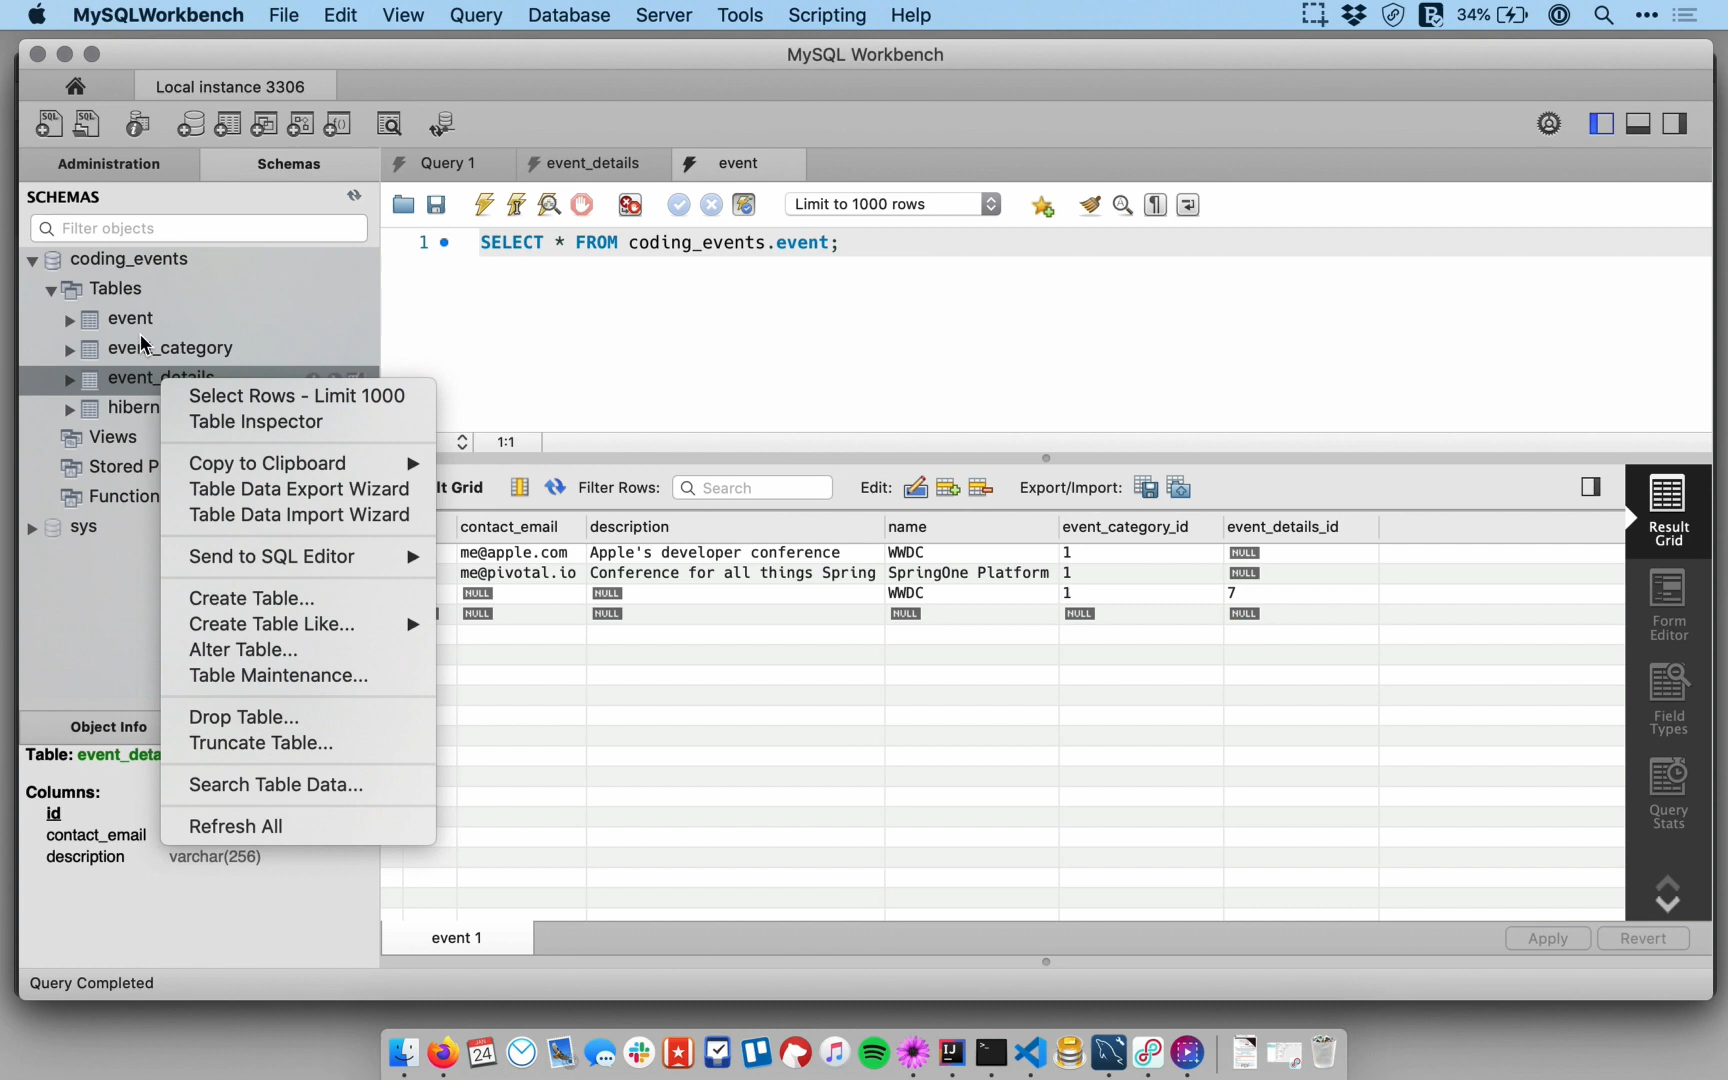 MySQLWorkbench File Edit View Query Database Server Tools Scripting Help 34%
MySQL Workbench
Local instance 3306
Administration Schemas Query 1 event_details event
SCHEMAS
Filter objects
Limit to 1000 rows
1 SELECT * FROM coding_events.event;
coding_events
Tables
event
event_category
event_details
hibern
Views
Stored P
Function
sys
Select Rows - Limit 1000
Table Inspector
Copy to Clipboard
Table Data Export Wizard
Table Data Import Wizard
Send to SQL Editor
Create Table...
Create Table Like...
Alter Table...
Table Maintenance...
Drop Table...
Truncate Table...
Search Table Data...
Refresh All
1:1
lt Grid Filter Rows: Search Edit: Export/Import:
contact_email description name event_category_id event_details_id
me@apple.com Apple's developer conference WWDC 1 NULL
me@pivotal.io Conference for all things Spring SpringOne Platform 1 NULL
NULL NULL WWDC 1 7
NULL NULL NULL NULL NULL
Result
Grid
Form
Editor
Field
Types
Query
Stats
Object Info
Table: event_deta
Columns:
id
contact_email
description varchar(256)
event 1 Apply Revert
Query Completed
JAN
24